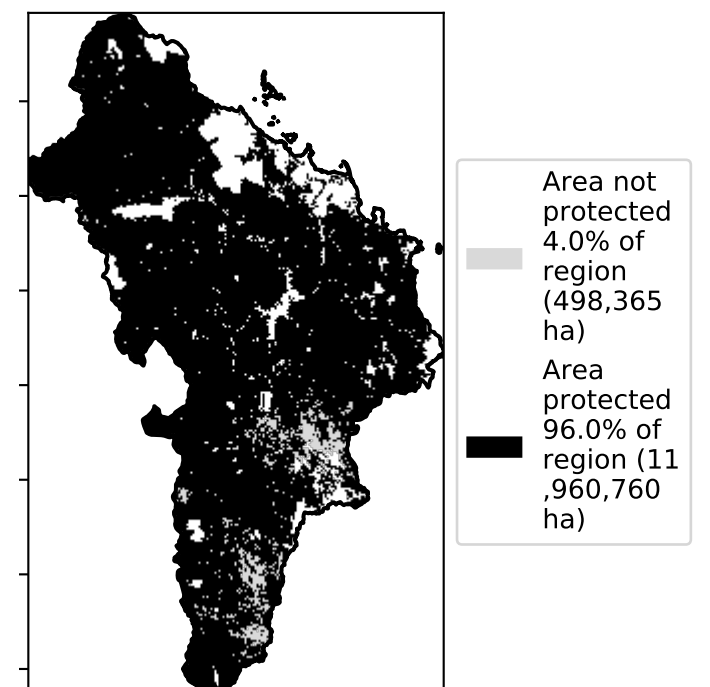 Area not
protected
4.0% of
region
(498,365
ha)
Area
protected
96.0% of
region (11
,960,760
ha)